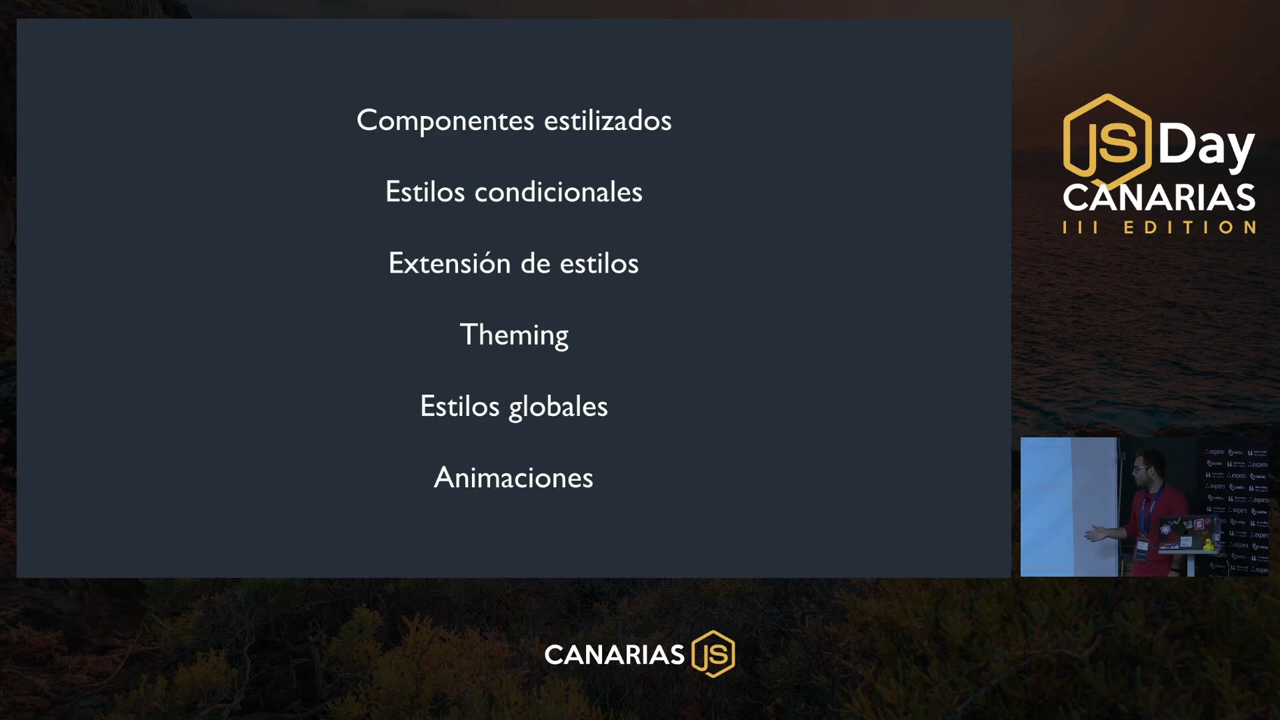 Componentes estilizados
Estilos condicionales
Extensión de estilos
Theming
Estilos globales
Animaciones
JS Day
CANARIAS
III EDITION
CANARIAS JS